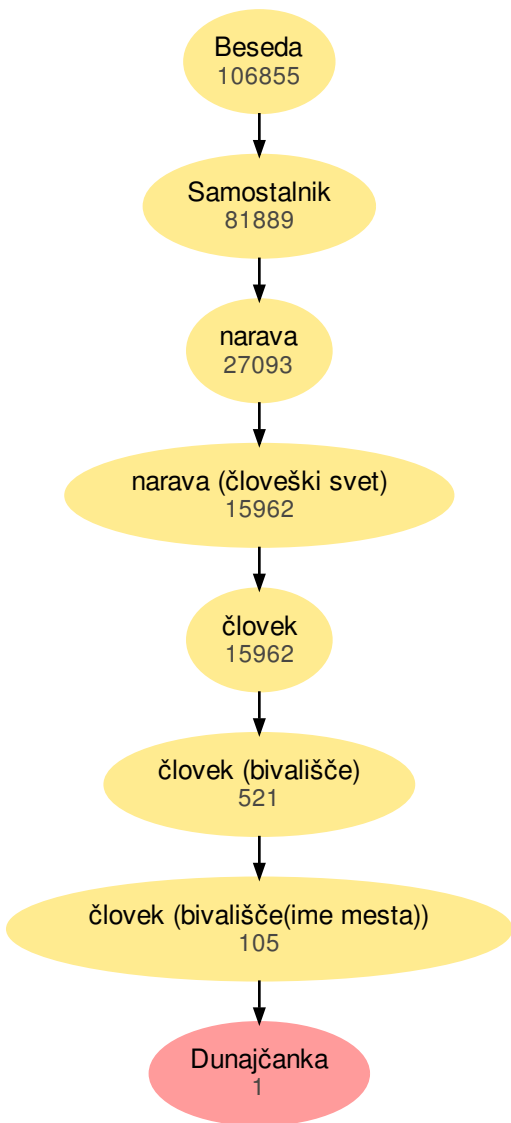 Beseda
106855
Samostalnik
81889
narava
27093
narava (človeški svet)
15962
človek
15962
človek (bivališče)
521
človek (bivališče(ime mesta))
105
Dunajčanka
1